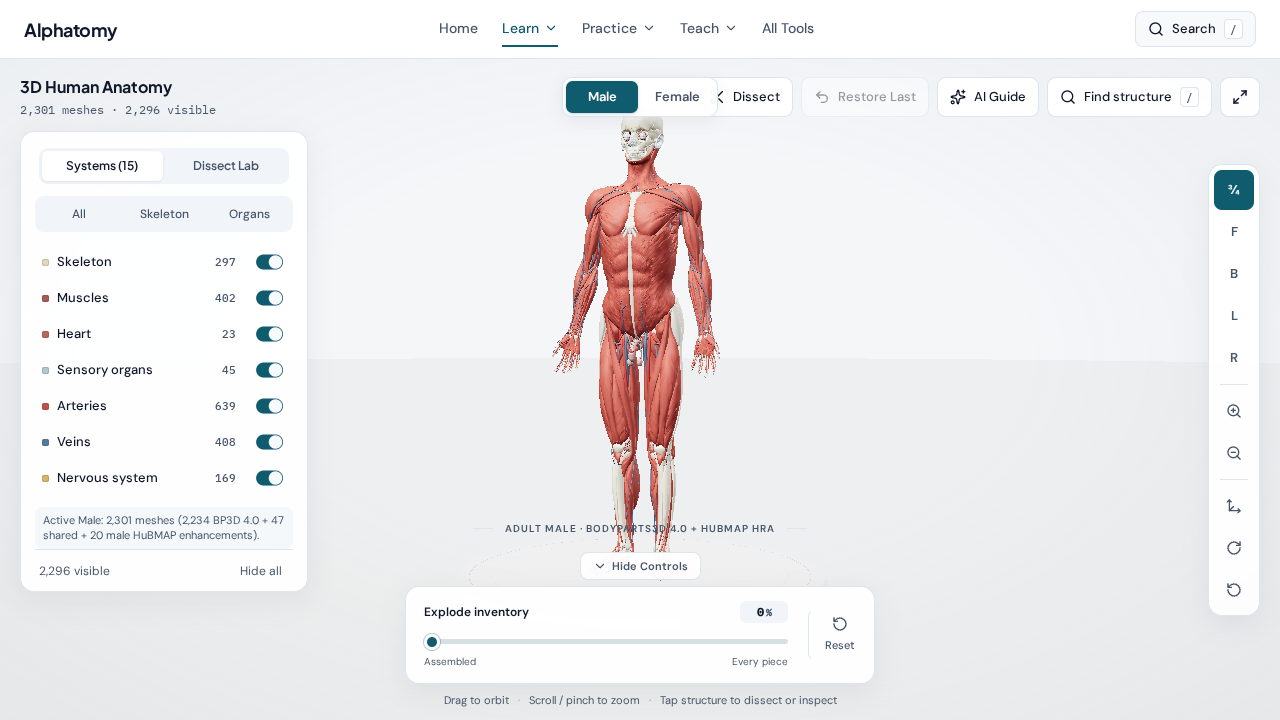 Alphatomy
Home
Learn
Practice
Teach
All Tools
Search /
3D Human Anatomy
2,301 meshes · 2,296 visible
Male
Female
Dissect
Restore Last
AI Guide
Find structure /
Systems (15)
Dissect Lab
All
Skeleton
Organs
Skeleton 297
Muscles 402
Heart 23
Sensory organs 45
Arteries 639
Veins 408
Nervous system 169
Active Male: 2,301 meshes (2,234 BP3D 4.0 + 47
shared + 20 male HuBMAP enhancements).
2,296 visible
Hide all
¾
F
B
L
R
ADULT MALE · BODYPARTS3D 4.0 + HUBMAP HRA
Hide Controls
Explode inventory
0%
Assembled
Every piece
Reset
Drag to orbit · Scroll / pinch to zoom · Tap structure to dissect or inspect